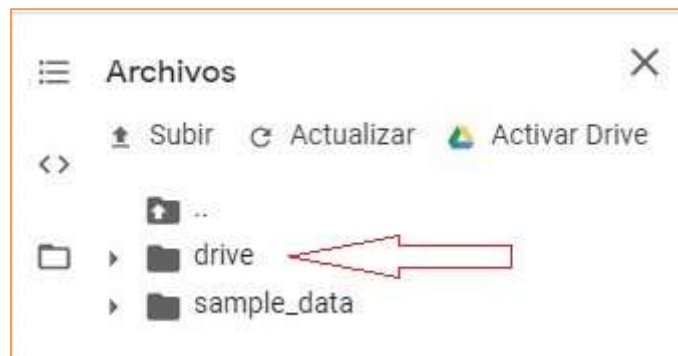 Archivos
Subir Actualizar Activar Drive
..
drive
sample_data